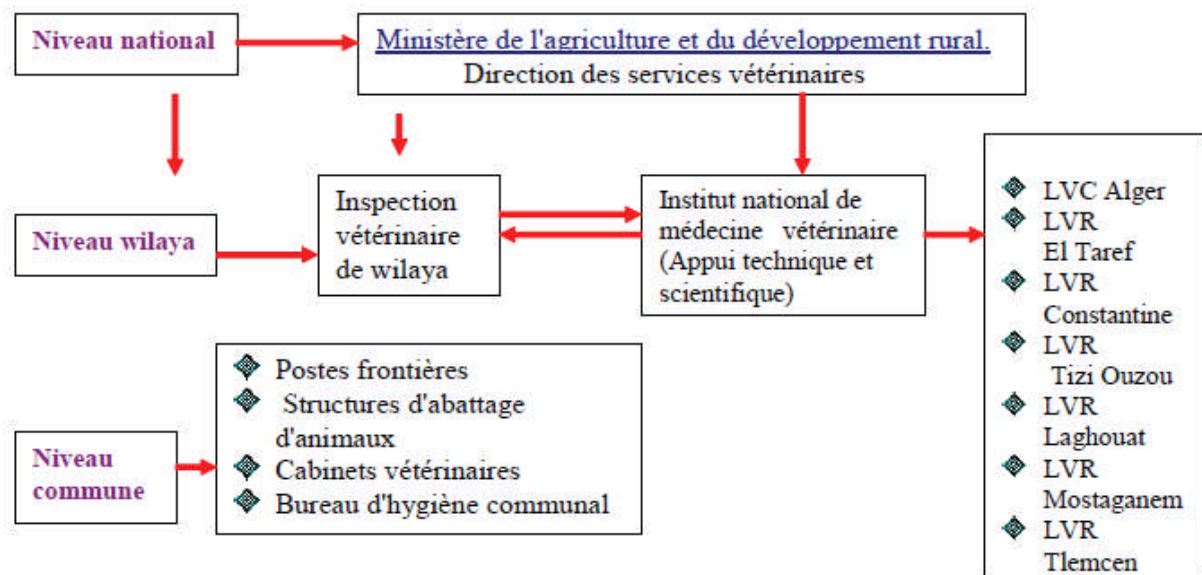 Niveau national
Ministère de l'agriculture et du développement rural.
Direction des services vétérinaires
Niveau wilaya
Inspection
vétérinaire
de wilaya
Institut national de
médecine vétérinaire
(Appui technique et
scientifique)
LVC Alger
LVR
El Taref
LVR
Constantine
LVR
Tizi Ouzou
LVR
Laghouat
LVR
Mostaganem
LVR
Tlemcen
Niveau
commune
Postes frontières
Structures d'abattage
d'animaux
Cabinets vétérinaires
Bureau d'hygiène communal